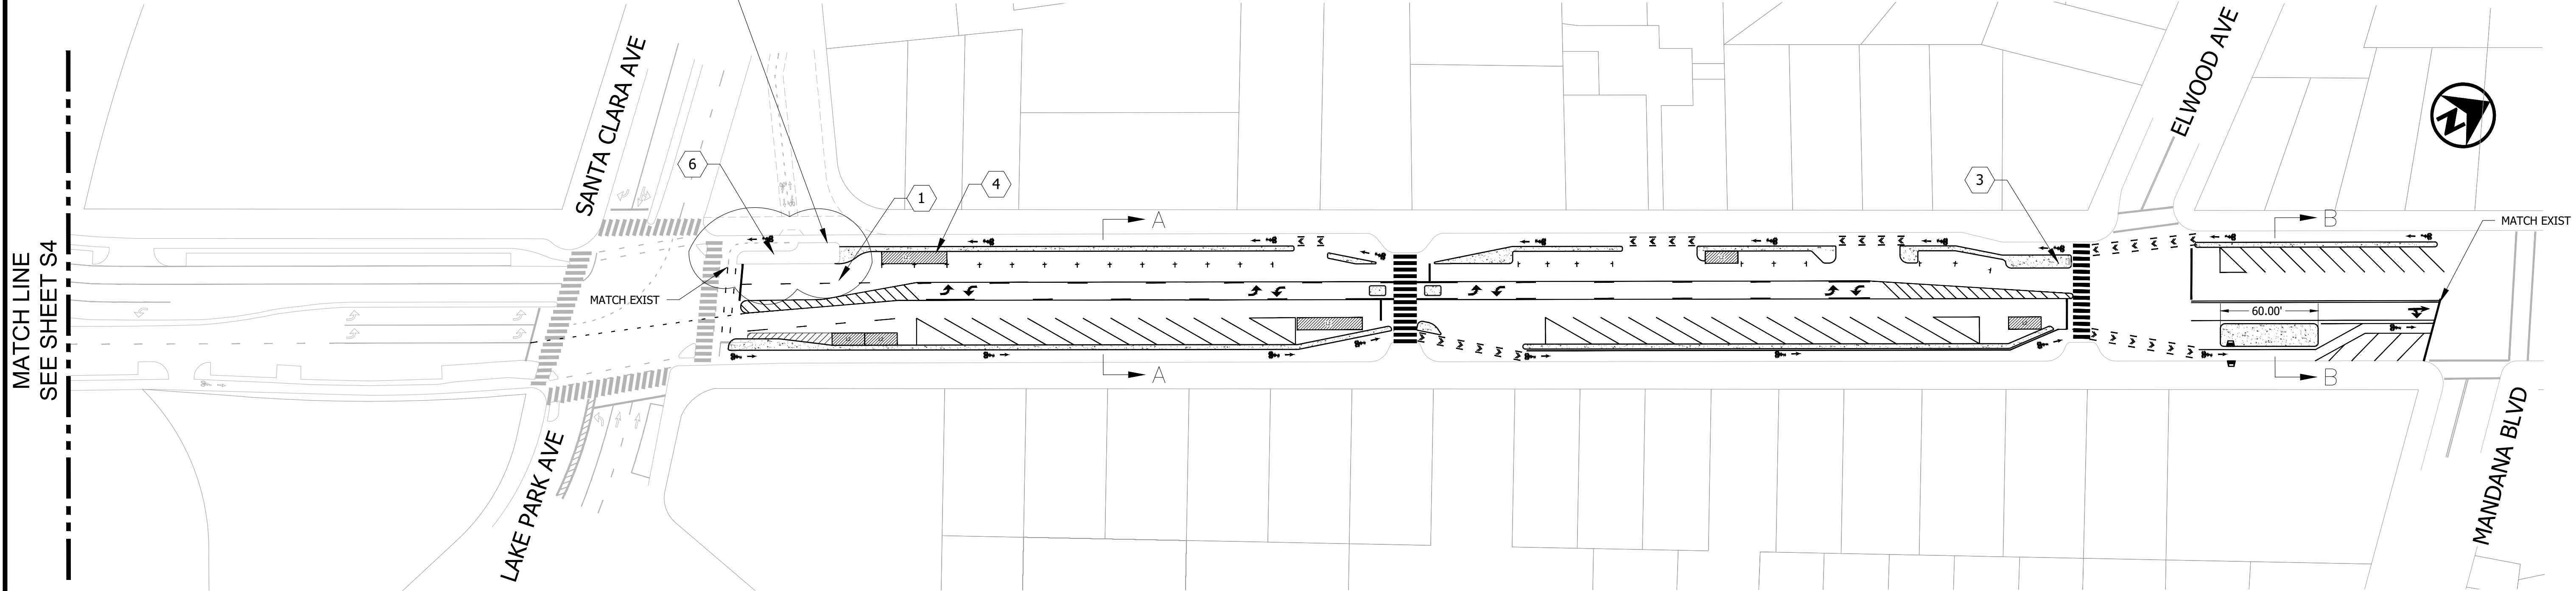 MATCH LINE
SEE SHEET S4
SANTA CLARA AVE
LAKE PARK AVE
ELWOOD AVE
MANDANA BLVD
N
6
1
4
3
A
A
B
B
MATCH EXIST
MATCH EXIST
60.00'